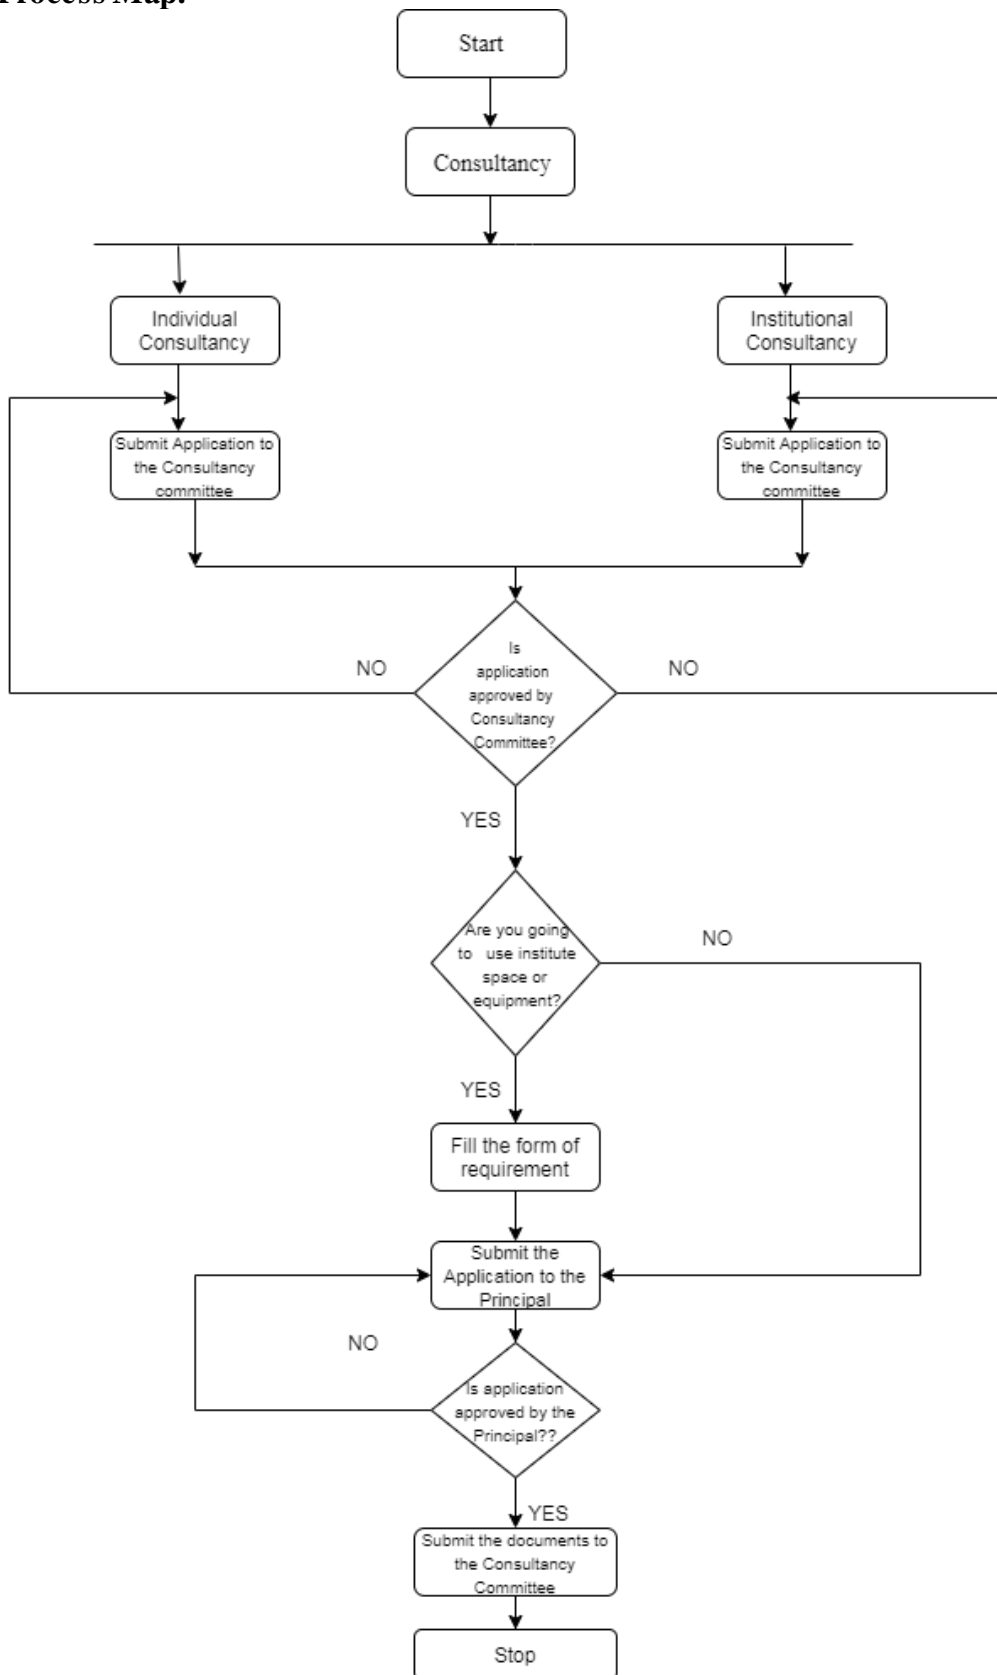 Process Map:
Start
Consultancy
Individual
Consultancy
Institutional
Consultancy
Submit Application to
the Consultancy
committee
Submit Application to
the Consultancy
committee
Is
application
approved by
Consultancy
Committee?
NO
NO
YES
Are you going
to use institute
space or
equipment?
NO
YES
Fill the form of
requirement
Submit the
Application to the
Principal
NO
Is application
approved by the
Principal??
YES
Submit the documents to
the Consultancy
Committee
Stop